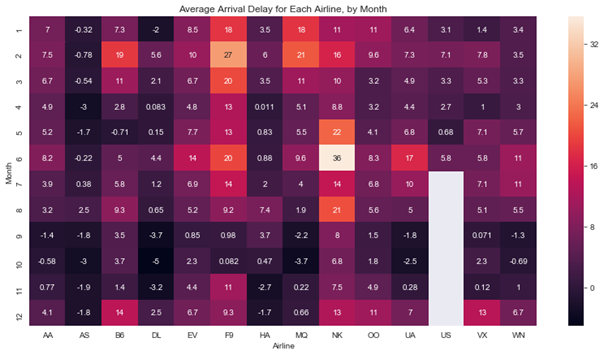 Average Arrival Delay for Each Airline, by Month
1 7 -0.32 7.3 -2 8.5 18 3.5 18 11 11 6.4 3.1 1.4 3.4
2 7.5 -0.78 19 5.6 10 27 6 21 16 9.6 7.3 7.1 7.8 3.5
3 6.7 -0.54 11 2.1 6.7 20 3.5 11 10 3.2 4.9 3.3 5.3 3.3
4 4.9 -3 2.8 0.083 4.8 13 0.011 5.1 8.8 3.2 4.4 2.7 1 3
5 5.2 -1.7 -0.71 0.15 7.7 13 0.83 5.5 22 4.1 6.8 0.68 7.1 5.7
6 8.2 -0.22 5 4.4 14 20 0.88 9.6 36 8.3 17 5.8 5.8 11
7 3.9 0.38 5.8 1.2 6.9 14 2 4 14 6.8 10 7.1 11
8 3.2 2.5 9.3 0.65 5.2 9.2 7.4 1.9 21 5.6 5 5.1 5.5
9 -1.4 -1.8 3.5 -3.7 0.85 0.98 3.7 -2.2 8 1.5 -1.8 0.071 -1.3
10 -0.58 -3 3.7 -5 2.3 0.082 0.47 -3.7 6.8 1.8 -2.5 2.3 -0.69
11 0.77 -1.9 1.4 -3.2 4.4 11 -2.7 0.22 7.5 4.9 0.28 0.12 1
12 4.1 -1.8 14 2.5 6.7 9.3 -1.7 0.66 13 11 7 13 6.7
AA AS B6 DL EV F9 HA MQ NK OO UA US VX WN
Airline
Month
32
24
16
8
0